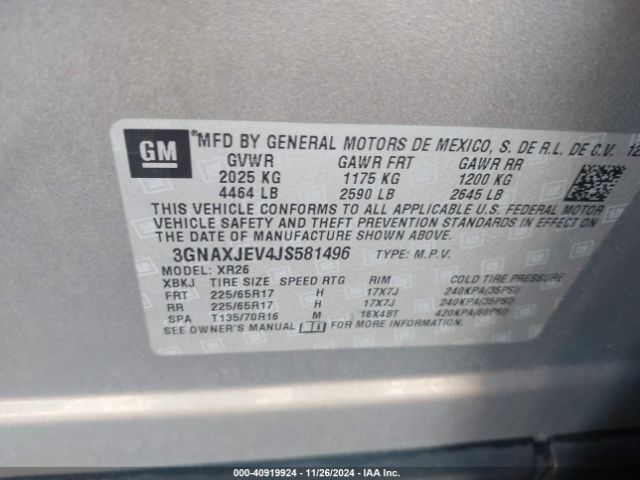 GM
MFD BY GENERAL MOTORS DE MEXICO, S. DE R.L. DE C.V. 12
GVWR GAWR FRT GAWR RR
2025 KG 1175 KG 1200 KG
4464 LB 2590 LB 2645 LB
THIS VEHICLE CONFORMS TO ALL APPLICABLE U.S. FEDERAL MOTOR
VEHICLE SAFETY AND THEFT PREVENTION STANDARDS IN EFFECT ON
THE DATE OF MANUFACTURE SHOWN ABOVE.
3GNAXJEV4JS581496 TYPE: M.P.V.
MODEL: XR26
XBKJ TIRE SIZE SPEED RTG RIM COLD TIRE PRESSURE
FRT 225/65R17 H 17X7J 240KPA(35PSI)
RR 225/65R17 H 17X7J 240KPA(35PSI)
SPA T135/70R16 M 16X4BT 420KPA(60PSI)
SEE OWNER'S MANUAL FOR MORE INFORMATION.
000-40919924 - 11/26/2024 - IAA Inc.